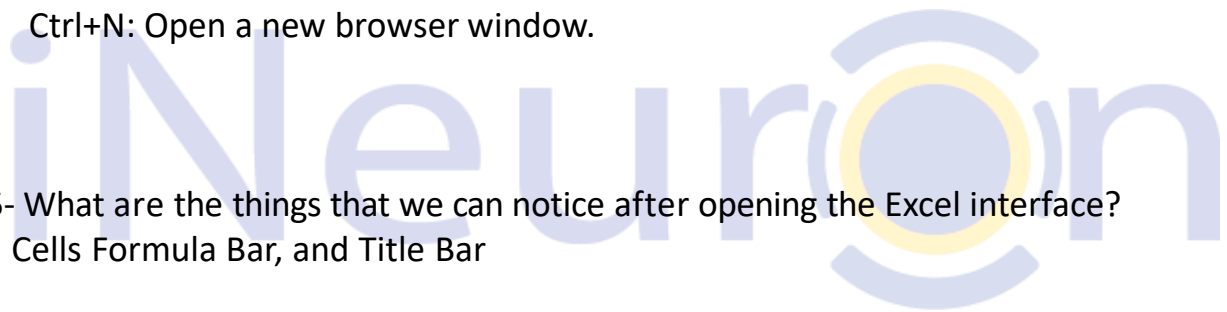 Ctrl+N: Open a new browser window.
iNeuron
- What are the things that we can notice after opening the Excel interface?
Cells Formula Bar, and Title Bar